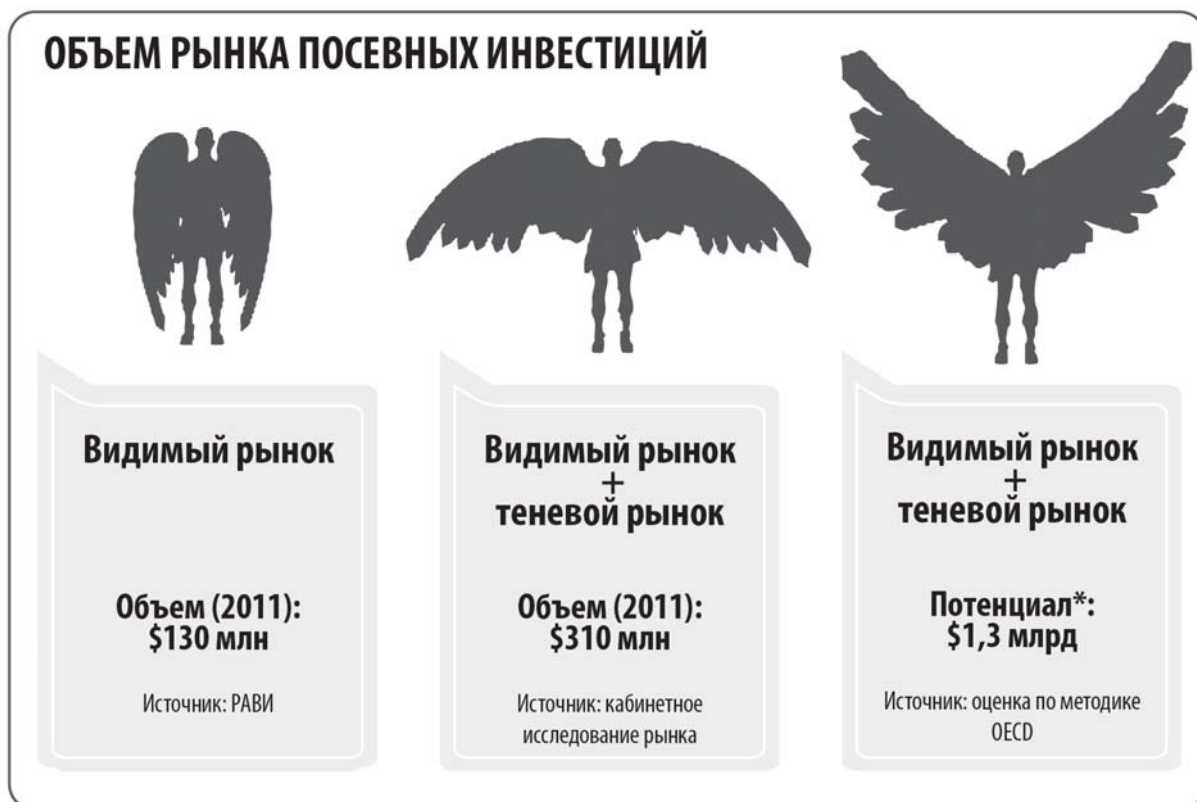 ОБЪЕМ РЫНКА ПОСЕВНЫХ ИНВЕСТИЦИЙ
Видимый рынок
Объем (2011):
$130 млн
Источник: РАВИ
Видимый рынок
+
теневой рынок
Объем (2011):
$310 млн
Источник: кабинетное
исследование рынка
Видимый рынок
+
теневой рынок
Потенциал*:
$1,3 млрд
Источник: оценка по методике
OECD